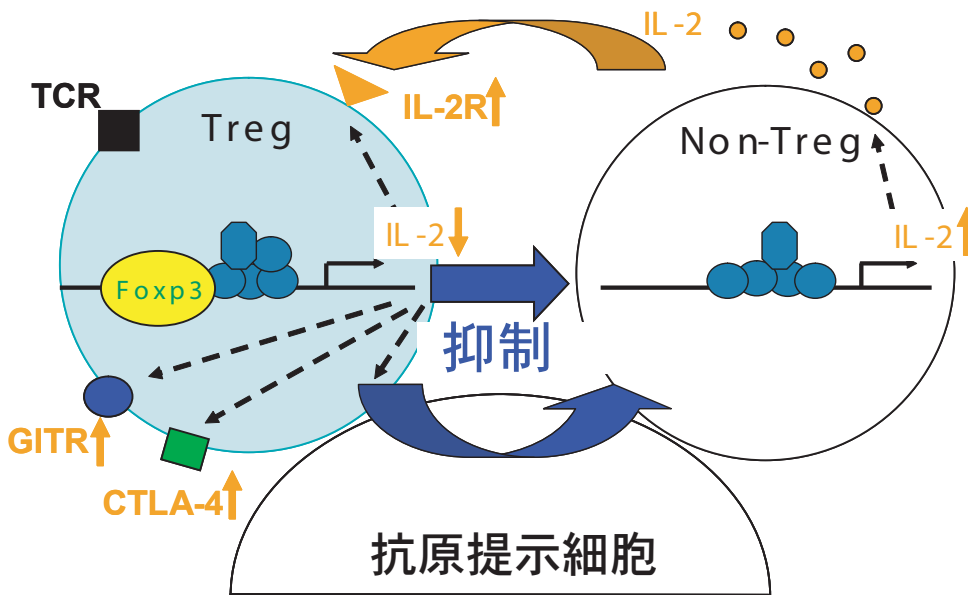 IL-2
TCR
IL-2R
Treg
Non-Treg
IL-2
IL-2
Foxp3
抑制
GITR
CTLA-4
抗原提示細胞